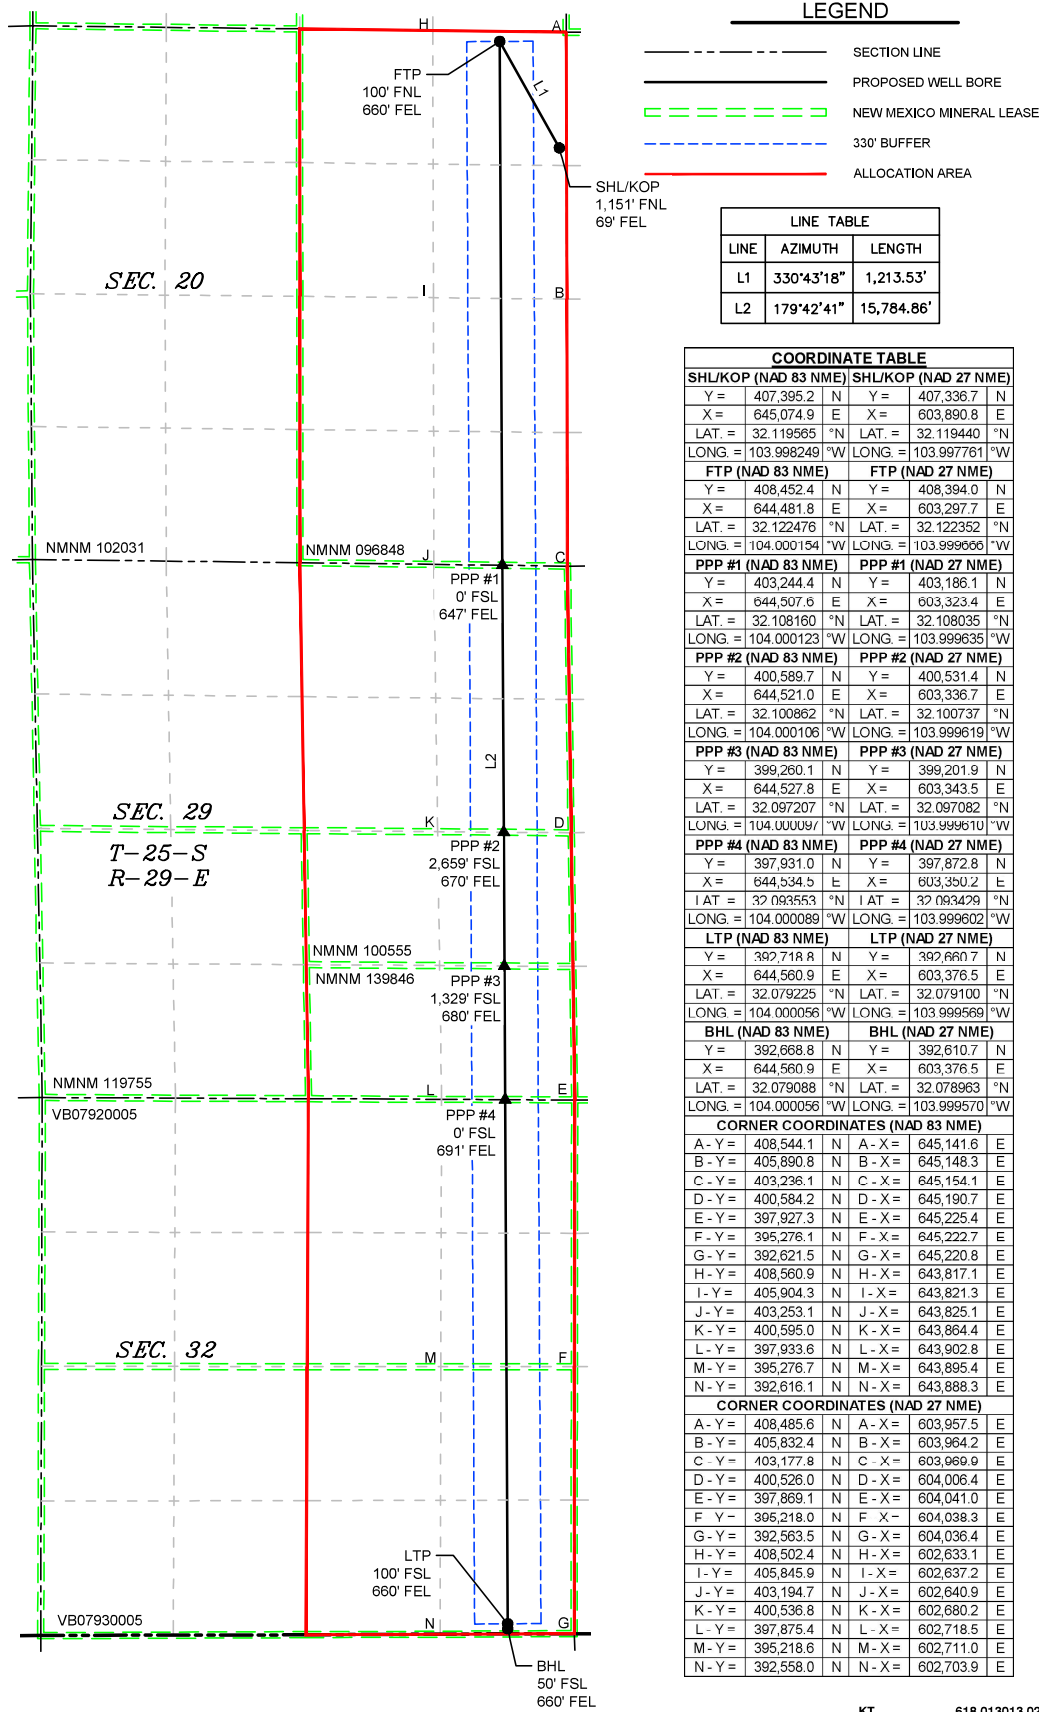 H
A
FTP
100' FNL
660' FEL
L1
SHL/KOP
1,151' FNL
69' FEL
SEC. 20
I
B
NMNM 102031
NMNM 096848
J
C
PPP #1
0' FSL
647' FEL
L2
SEC. 29
T-25-S
R-29-E
K
D
PPP #2
2,659' FSL
670' FEL
NMNM 100555
NMNM 139846
PPP #3
1,329' FSL
680' FEL
NMNM 119755
VB07920005
L
E
PPP #4
0' FSL
691' FEL
SEC. 32
M
F
LTP
100' FSL
660' FEL
VB07930005
N
G
BHL
50' FSL
660' FEL
LEGEND
SECTION LINE
PROPOSED WELL BORE
NEW MEXICO MINERAL LEASE
330' BUFFER
ALLOCATION AREA
LINE TABLE
LINE AZIMUTH LENGTH
L1 330°43'18" 1,213.53'
L2 179°42'41" 15,784.86'
COORDINATE TABLE
SHL/KOP (NAD 83 NME) SHL/KOP (NAD 27 NME)
Y = 407,395.2 N Y = 407,336.7 N
X = 645,074.9 E X = 603,890.8 E
LAT. = 32.119565 °N LAT. = 32.119440 °N
LONG. = 103.998249 °W LONG. = 103.997761 °W
FTP (NAD 83 NME) FTP (NAD 27 NME)
Y = 408,452.4 N Y = 408,394.0 N
X = 644,481.8 E X = 603,297.7 E
LAT. = 32.122476 °N LAT. = 32.122352 °N
LONG. = 104.000154 °W LONG. = 103.999666 °W
PPP #1 (NAD 83 NME) PPP #1 (NAD 27 NME)
Y = 403,244.4 N Y = 403,186.1 N
X = 644,507.6 E X = 603,323.4 E
LAT. = 32.108160 °N LAT. = 32.108035 °N
LONG. = 104.000123 °W LONG. = 103.999635 °W
PPP #2 (NAD 83 NME) PPP #2 (NAD 27 NME)
Y = 400,589.7 N Y = 400,531.4 N
X = 644,521.0 E X = 603,336.7 E
LAT. = 32.100862 °N LAT. = 32.100737 °N
LONG. = 104.000106 °W LONG. = 103.999619 °W
PPP #3 (NAD 83 NME) PPP #3 (NAD 27 NME)
Y = 399,260.1 N Y = 399,201.9 N
X = 644,527.8 E X = 603,343.5 E
LAT. = 32.097207 °N LAT. = 32.097082 °N
LONG. = 104.000097 °W LONG. = 103.999610 °W
PPP #4 (NAD 83 NME) PPP #4 (NAD 27 NME)
Y = 397,931.0 N Y = 397,872.8 N
X = 644,534.5 E X = 603,350.2 E
LAT. = 32.093553 °N LAT. = 32.093429 °N
LONG. = 104.000089 °W LONG. = 103.999602 °W
LTP (NAD 83 NME) LTP (NAD 27 NME)
Y = 392,718.8 N Y = 392,660.7 N
X = 644,560.9 E X = 603,376.5 E
LAT. = 32.079225 °N LAT. = 32.079100 °N
LONG. = 104.000056 °W LONG. = 103.999569 °W
BHL (NAD 83 NME) BHL (NAD 27 NME)
Y = 392,668.8 N Y = 392,610.7 N
X = 644,560.9 E X = 603,376.5 E
LAT. = 32.079088 °N LAT. = 32.078963 °N
LONG. = 104.000056 °W LONG. = 103.999570 °W
CORNER COORDINATES (NAD 83 NME)
A - Y = 408,544.1 N A - X = 645,141.6 E
B - Y = 405,890.8 N B - X = 645,148.3 E
C - Y = 403,236.1 N C - X = 645,154.1 E
D - Y = 400,584.2 N D - X = 645,190.7 E
E - Y = 397,927.3 N E - X = 645,225.4 E
F - Y = 395,276.1 N F - X = 645,222.7 E
G - Y = 392,621.5 N G - X = 645,220.8 E
H - Y = 408,560.9 N H - X = 643,817.1 E
I - Y = 405,904.3 N I - X = 643,821.3 E
J - Y = 403,253.1 N J - X = 643,825.1 E
K - Y = 400,595.0 N K - X = 643,864.4 E
L - Y = 397,933.6 N L - X = 643,902.8 E
M - Y = 395,276.7 N M - X = 643,895.4 E
N - Y = 392,616.1 N N - X = 643,888.3 E
CORNER COORDINATES (NAD 27 NME)
A - Y = 408,485.6 N A - X = 603,957.5 E
B - Y = 405,832.4 N B - X = 603,964.2 E
C - Y = 403,177.8 N C - X = 603,969.9 E
D - Y = 400,526.0 N D - X = 604,006.4 E
E - Y = 397,869.1 N E - X = 604,041.0 E
F - Y = 395,218.0 N F - X = 604,038.3 E
G - Y = 392,563.5 N G - X = 604,036.4 E
H - Y = 408,502.4 N H - X = 602,633.1 E
I - Y = 405,845.9 N I - X = 602,637.2 E
J - Y = 403,194.7 N J - X = 602,640.9 E
K - Y = 400,536.8 N K - X = 602,680.2 E
L - Y = 397,875.4 N L - X = 602,718.5 E
M - Y = 395,218.6 N M - X = 602,711.0 E
N - Y = 392,558.0 N N - X = 602,703.9 E